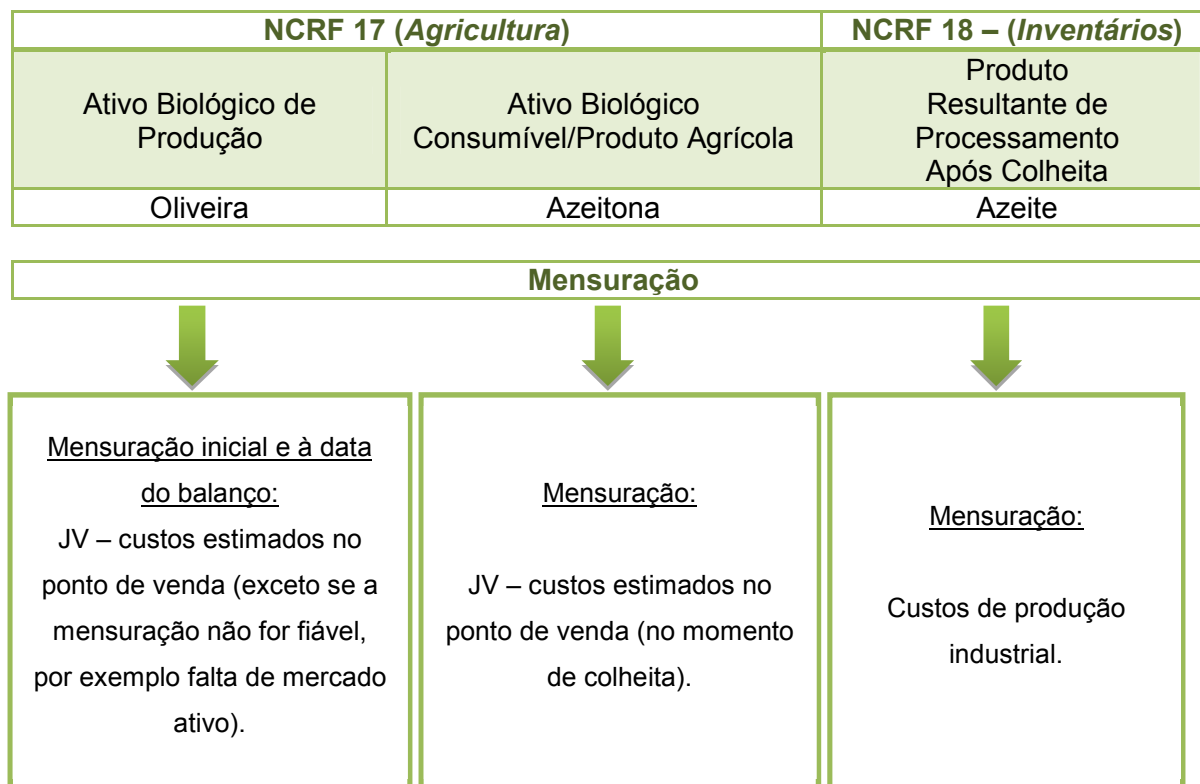 NCRF 17 (Agricultura)
NCRF 18 – (Inventários)
Ativo Biológico de
Produção
Ativo Biológico
Consumível/Produto Agrícola
Produto
Resultante de
Processamento
Após Colheita
Oliveira
Azeitona
Azeite
Mensuração
Mensuração inicial e à data
do balanço:
JV – custos estimados no
ponto de venda (exceto se a
mensuração não for fiável,
por exemplo falta de mercado
ativo).
Mensuração:
JV – custos estimados no
ponto de venda (no momento
de colheita).
Mensuração:
Custos de produção
industrial.